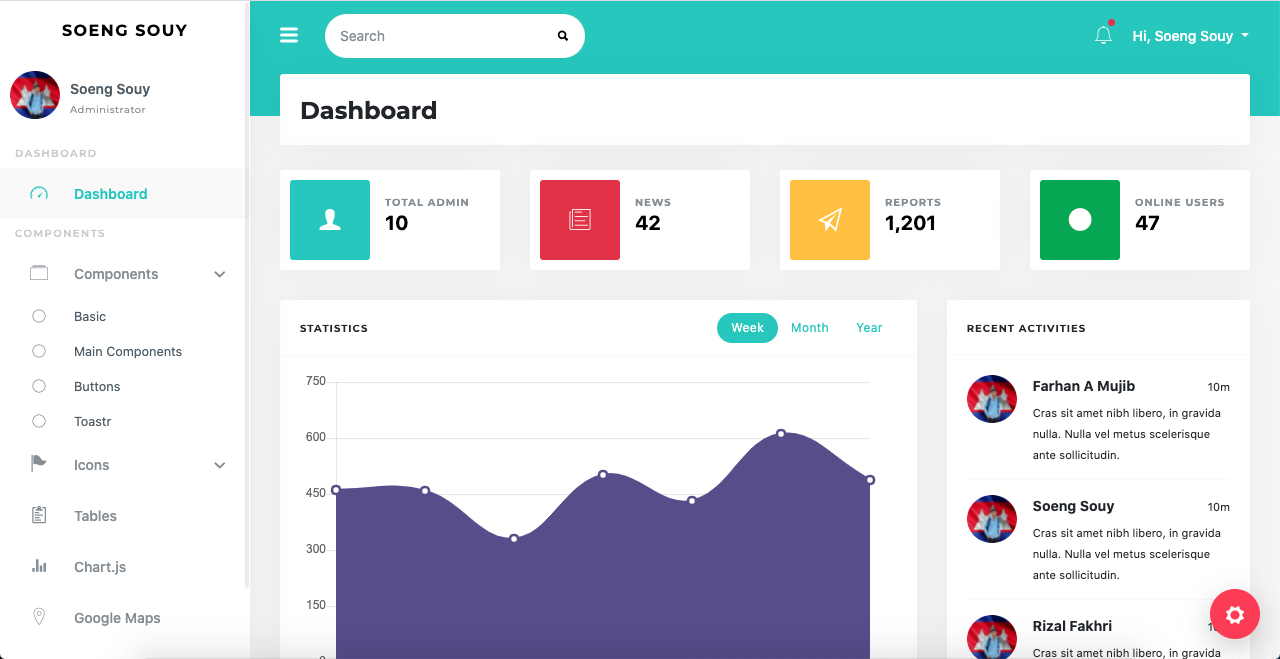 SOENG SOUY
Soeng Souy
Administrator
DASHBOARD
Dashboard
COMPONENTS
Components
Basic
Main Components
Buttons
Toastr
Icons
Tables
Chart.js
Google Maps
Search
Hi, Soeng Souy
Dashboard
TOTAL ADMIN
10
NEWS
42
REPORTS
1,201
ONLINE USERS
47
STATISTICS
Week Month Year
750
600
450
300
150
RECENT ACTIVITIES
Farhan A Mujib 10m
Cras sit amet nibh libero, in gravida
nulla. Nulla vel metus scelerisque
ante sollicitudin.
Soeng Souy 10m
Cras sit amet nibh libero, in gravida
nulla. Nulla vel metus scelerisque
ante sollicitudin.
Rizal Fakhri
Cras sit amet nibh libero, in gravida